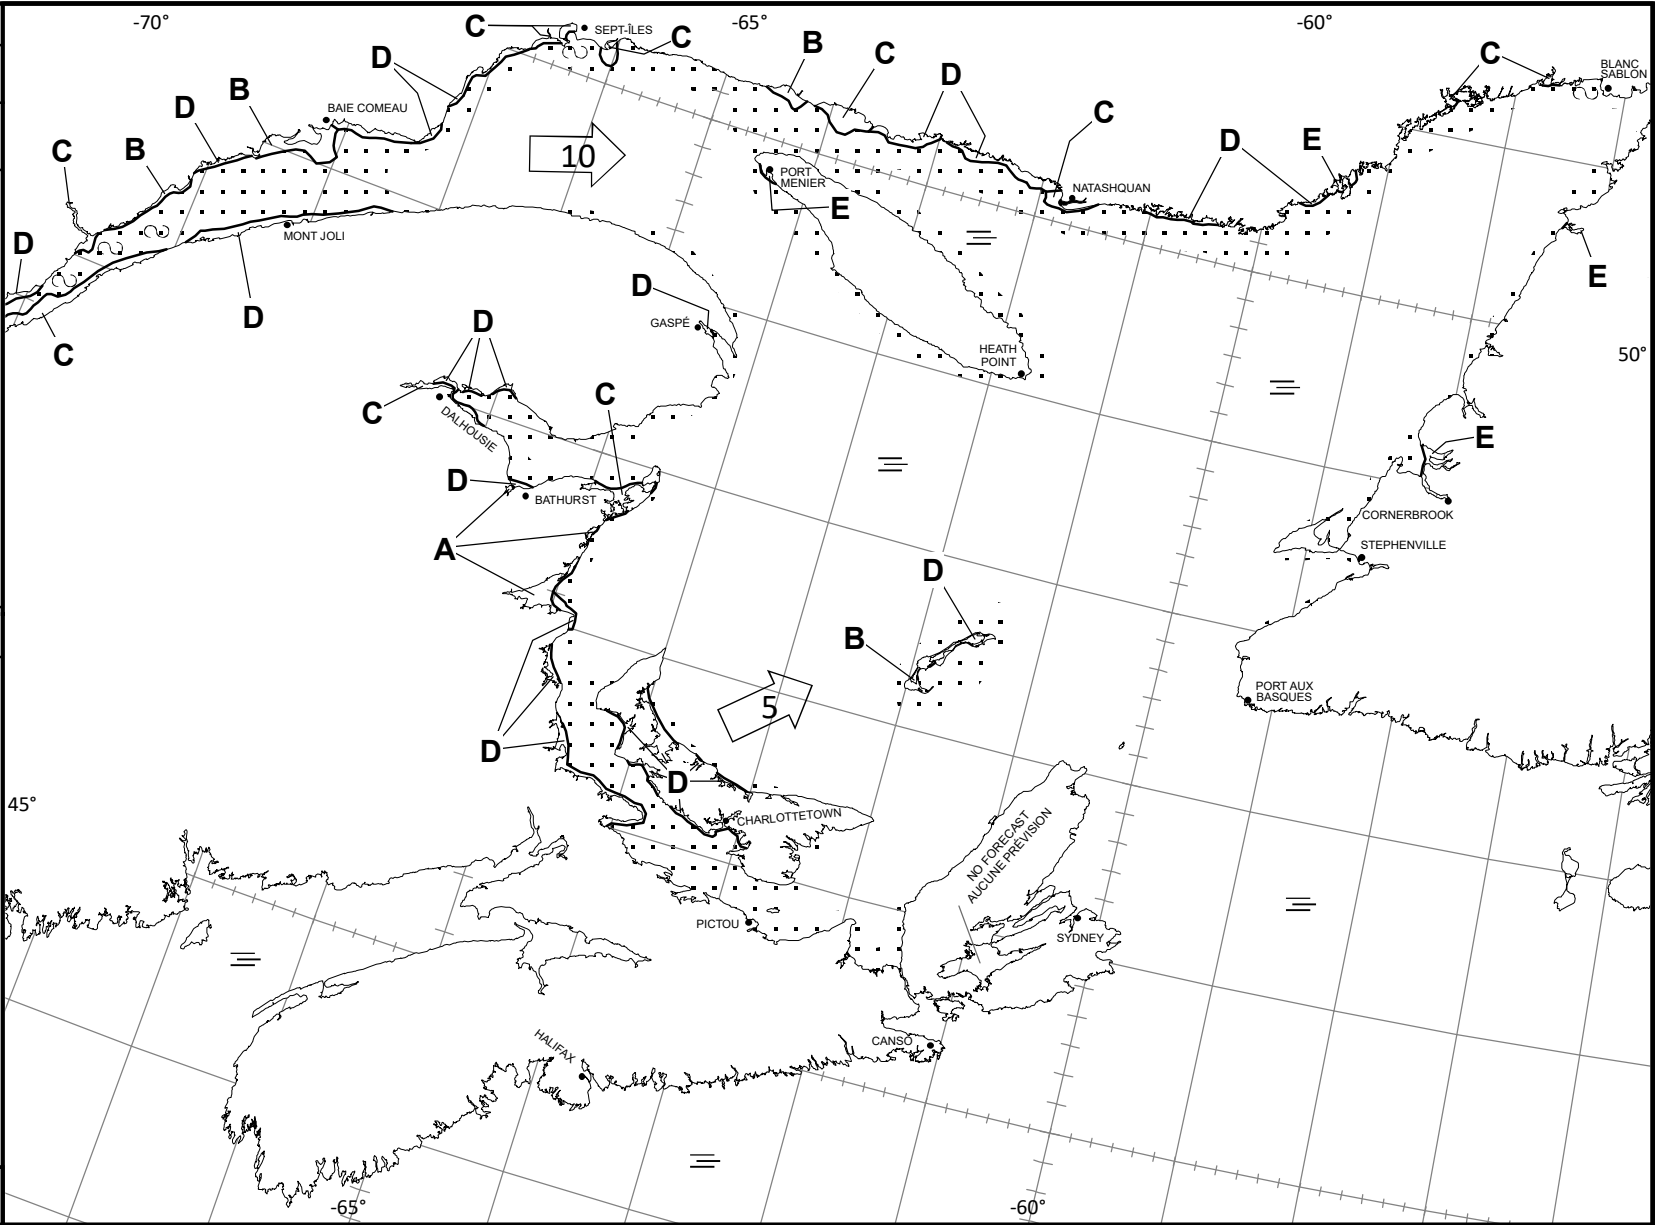 -70°
-65°
-60°
C
SEPT-ÎLES
C
B
C
C
D
D
BLANC
SABLON
B
D
BAIE COMEAU
C
C
B
10
D
E
PORT
MENIER
NATASHQUAN
E
D
MONT JOLI
E
D
D
GASPÉ
D
C
HEATH
POINT
50°
C
DALHOUSIE
C
E
D
BATHURST
CORNERBROOK
A
STEPHENVILLE
D
B
PORT AUX
BASQUES
5
D
D
45°
CHARLOTTETOWN
NO FORECAST
AUCUNE PRÉVISION
PICTOU
SYDNEY
HALIFAX
CANSO
-65°
-60°